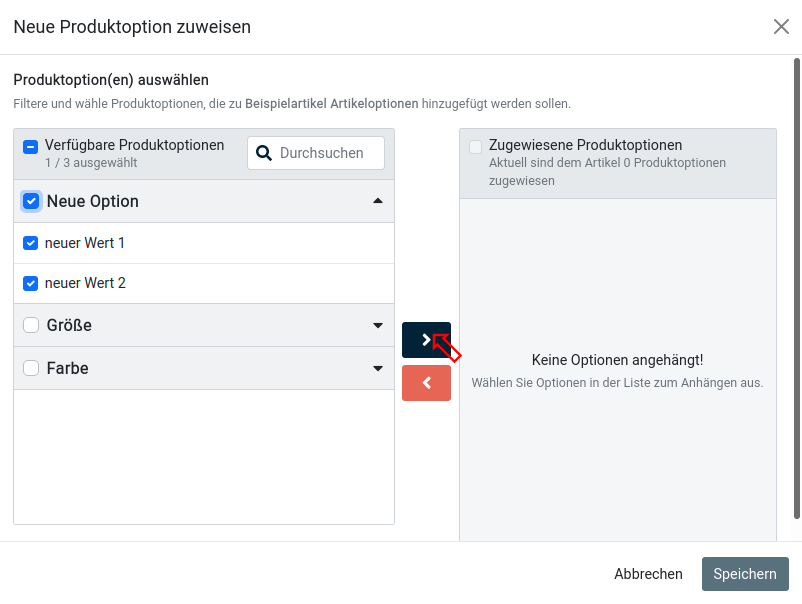 Neue Produktoption zuweisen
Produktoption(en) auswählen
Filtere und wähle Produktoptionen, die zu Beispielartikel Artikeloptionen hinzugefügt werden sollen.
Verfügbare Produktoptionen
1 / 3 ausgewählt
Durchsuchen
Neue Option
neuer Wert 1
neuer Wert 2
Größe
Farbe
Zugewiesene Produktoptionen
Aktuell sind dem Artikel 0 Produktoptionen
zugewiesen
Keine Optionen angehängt!
Wählen Sie Optionen in der Liste zum Anhängen aus.
Abbrechen
Speichern